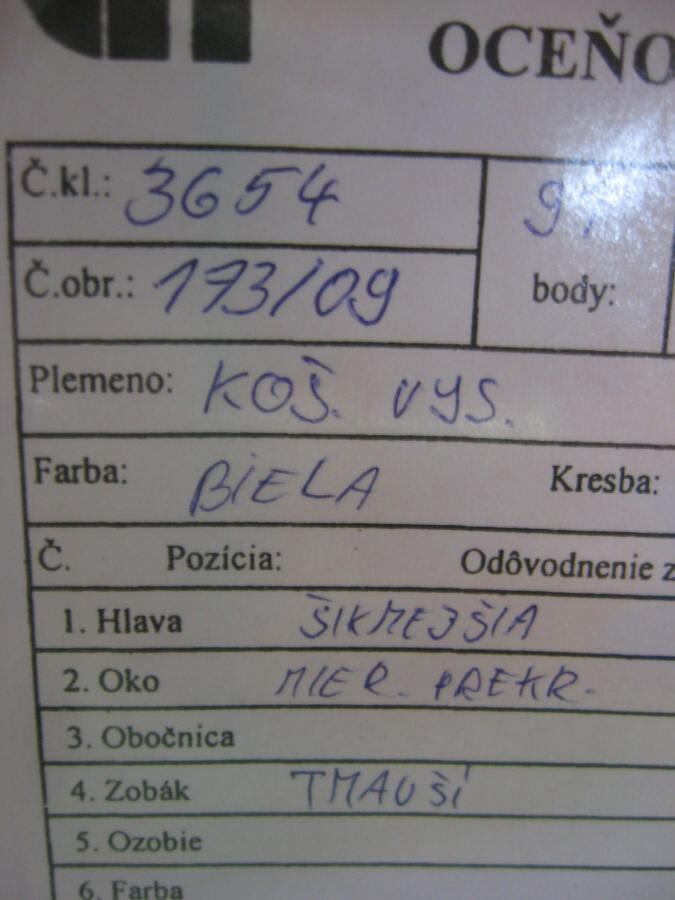 OCEŇO
Č.kl.: 3654
Č.obr.: 173/09
body:
Plemeno: KOŠ. VYS.
Farba: BIELA Kresba:
Č. Pozícia: Odôvodnenie z
1. Hlava ŠIKMEJŠIA
2. Oko MIER. PREKR.
3. Obočnica
4. Zobák TMAVŠÍ
5. Ozobie
6. Farba